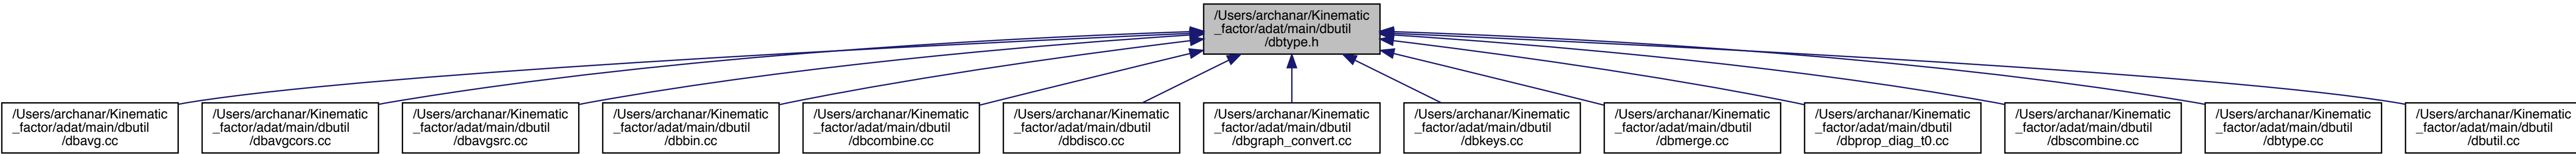 /Users/archanar/Kinematic
_factor/adat/main/dbutil
/dbtype.h
/Users/archanar/Kinematic
_factor/adat/main/dbutil
/dbavg.cc
/Users/archanar/Kinematic
_factor/adat/main/dbutil
/dbavgcors.cc
/Users/archanar/Kinematic
_factor/adat/main/dbutil
/dbavgsrc.cc
/Users/archanar/Kinematic
_factor/adat/main/dbutil
/dbbin.cc
/Users/archanar/Kinematic
_factor/adat/main/dbutil
/dbcombine.cc
/Users/archanar/Kinematic
_factor/adat/main/dbutil
/dbdisco.cc
/Users/archanar/Kinematic
_factor/adat/main/dbutil
/dbgraph_convert.cc
/Users/archanar/Kinematic
_factor/adat/main/dbutil
/dbkeys.cc
/Users/archanar/Kinematic
_factor/adat/main/dbutil
/dbmerge.cc
/Users/archanar/Kinematic
_factor/adat/main/dbutil
/dbprop_diag_t0.cc
/Users/archanar/Kinematic
_factor/adat/main/dbutil
/dbscombine.cc
/Users/archanar/Kinematic
_factor/adat/main/dbutil
/dbtype.cc
/Users/archanar/Kinematic
_factor/adat/main/dbutil
/dbutil.cc